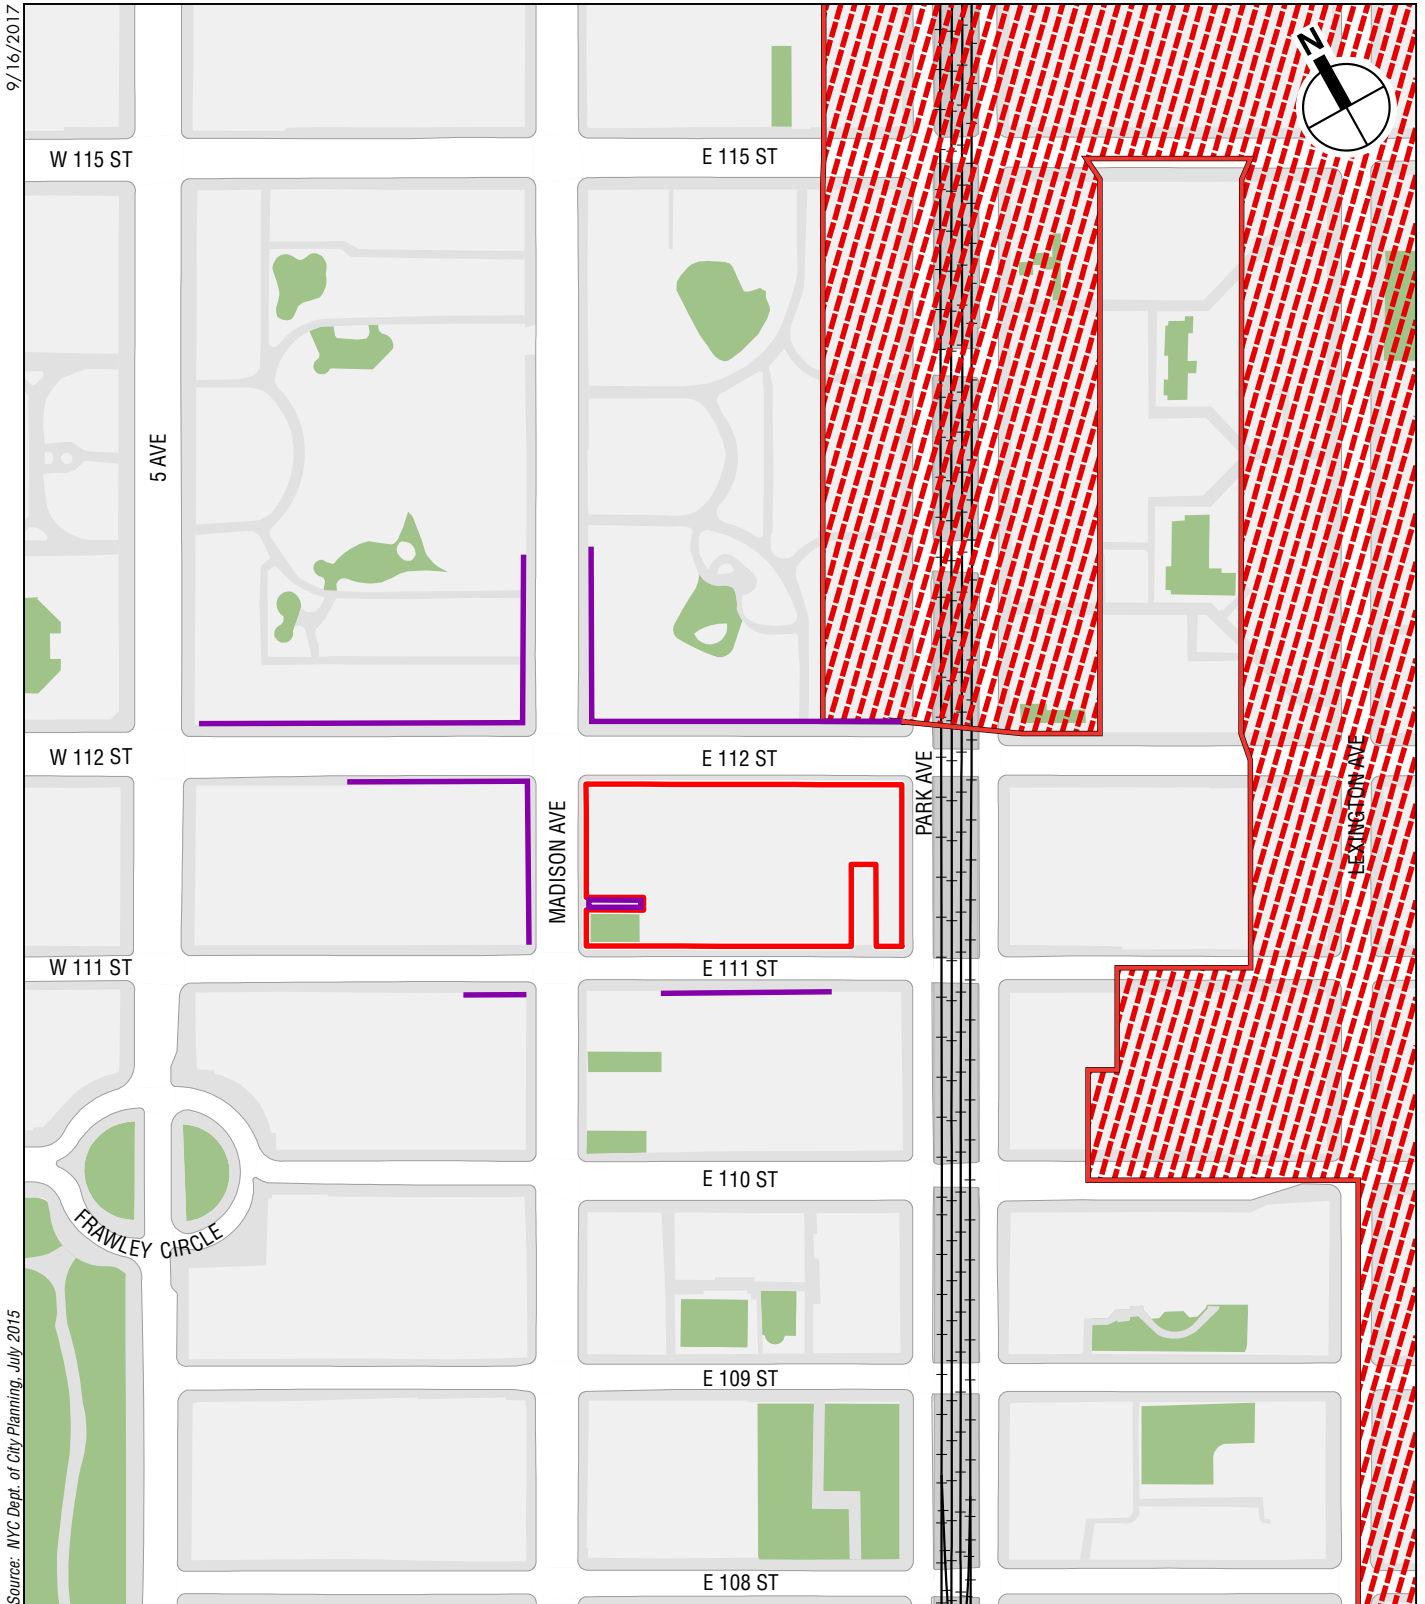 9/16/2017
N
W 115 ST
E 115 ST
5 AVE
W 112 ST
E 112 ST
PARK AVE
LEXINGTON AVE
MADISON AVE
W 111 ST
E 111 ST
E 110 ST
FRAWLEY CIRCLE
E 109 ST
E 108 ST
Source: NYC Dept. of City Planning, July 2015